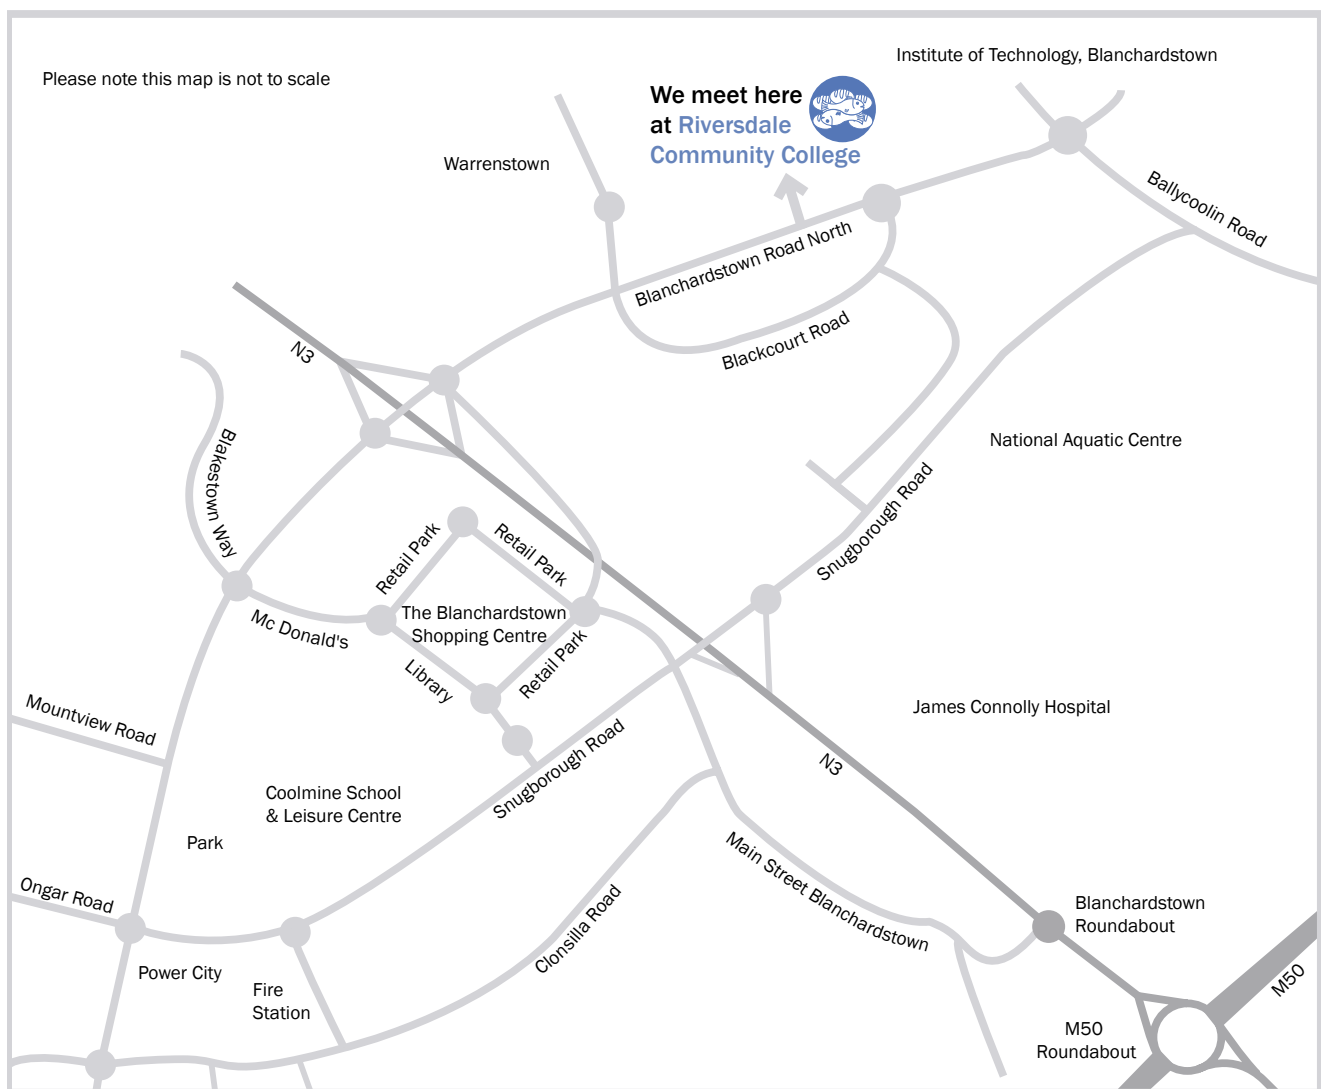 Institute of Technology, Blanchardstown
Please note this map is not to scale
We meet here
at Riversdale
Community College
Warrenstown
Ballycoolin Road
Blanchardstown Road North
Blackcourt Road
N3
Blakestown Way
National Aquatic Centre
Snugborough Road
Retail Park
Retail Park
The Blanchardstown
Shopping Centre
Mc Donald's
Library
Retail Park
Mountview Road
James Connolly Hospital
N3
Snugborough Road
Coolmine School
& Leisure Centre
Park
Main Street Blanchardstown
Ongar Road
Clonsilla Road
Blanchardstown
Roundabout
Power City
Fire
Station
M50
M50
Roundabout